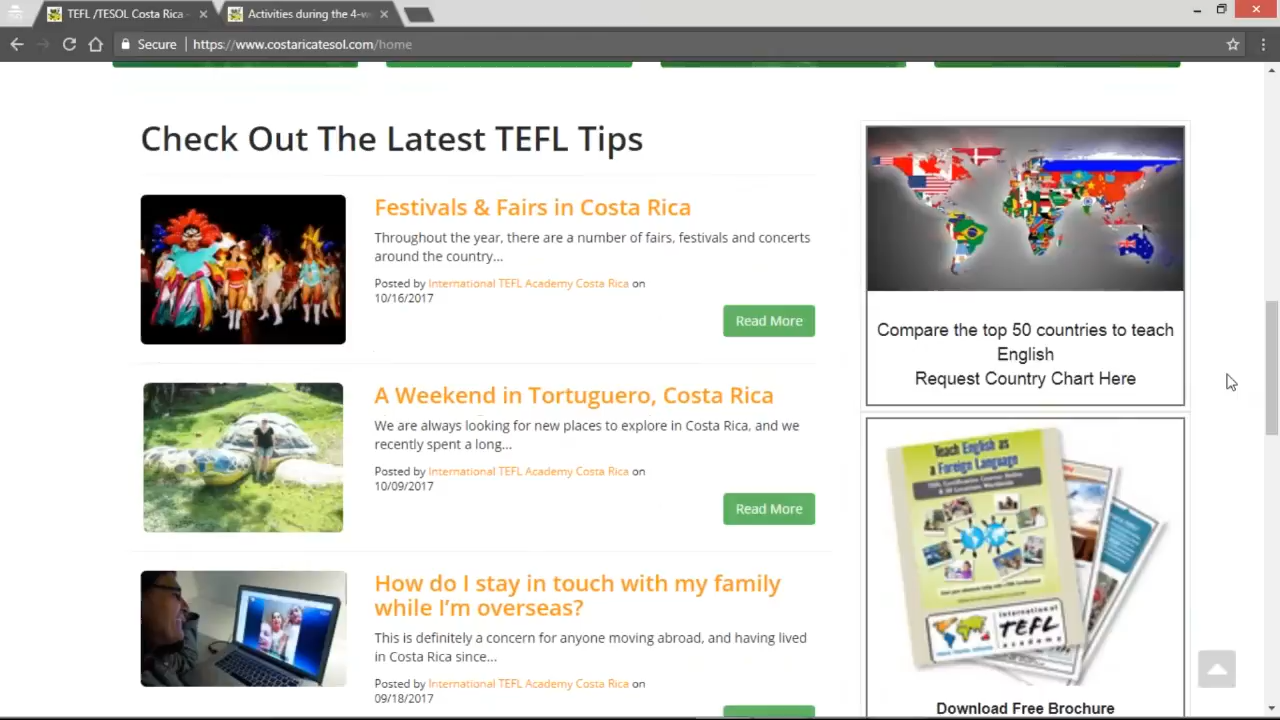 TEFL /TESOL Costa Rica -
Activities during the 4-w
Secure
https://www.costaricatesol.com/home
Check Out The Latest TEFL Tips
Festivals & Fairs in Costa Rica
Throughout the year, there are a number of fairs, festivals and concerts
around the country...
Posted by International TEFL Academy Costa Rica on
10/16/2017
Read More
A Weekend in Tortuguero, Costa Rica
We are always looking for new places to explore in Costa Rica, and we
recently spent a long...
Posted by International TEFL Academy Costa Rica on
10/09/2017
Read More
How do I stay in touch with my family
while I'm overseas?
This is definitely a concern for anyone moving abroad, and having lived
in Costa Rica since...
Posted by International TEFL Academy Costa Rica on
09/18/2017
Compare the top 50 countries to teach
English
Request Country Chart Here
Teach English as
a Foreign Language
International
TEFL
Academy
Download Free Brochure